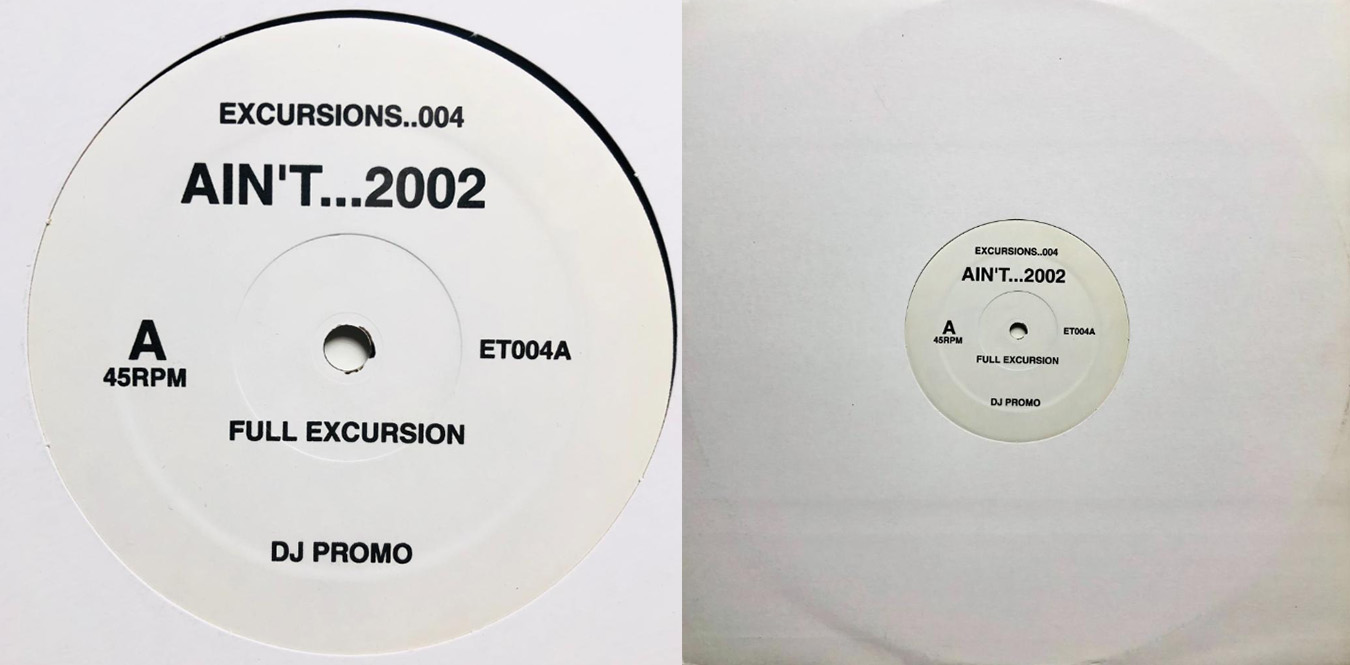 EXCURSIONS..004
AIN'T...2002
A
45RPM
ET004A
FULL EXCURSION
DJ PROMO
EXCURSIONS..004
AIN'T...2002
A
45RPM
ET004A
FULL EXCURSION
DJ PROMO